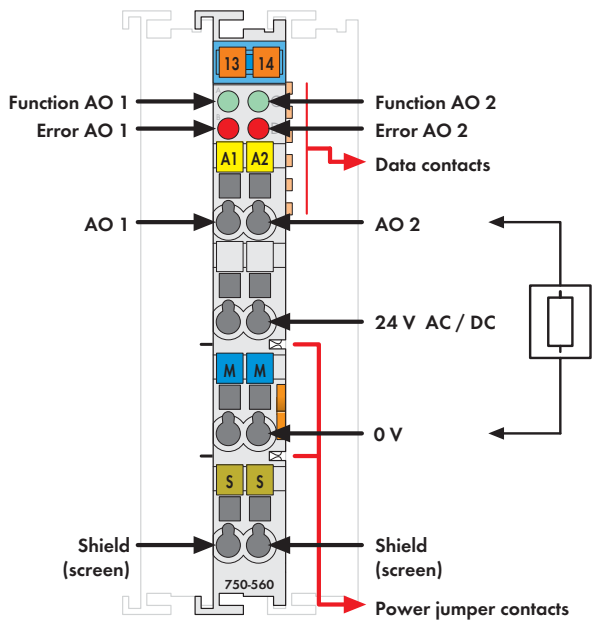 13 14
A C
Function AO 1 Function AO 2
B
Error AO 1 Error AO 2
A1 A2
Data contacts
AO 1 AO 2
24 V AC / DC
M M
0 V
S S
Shield
(screen)
Shield
(screen)
750-560
Power jumper contacts